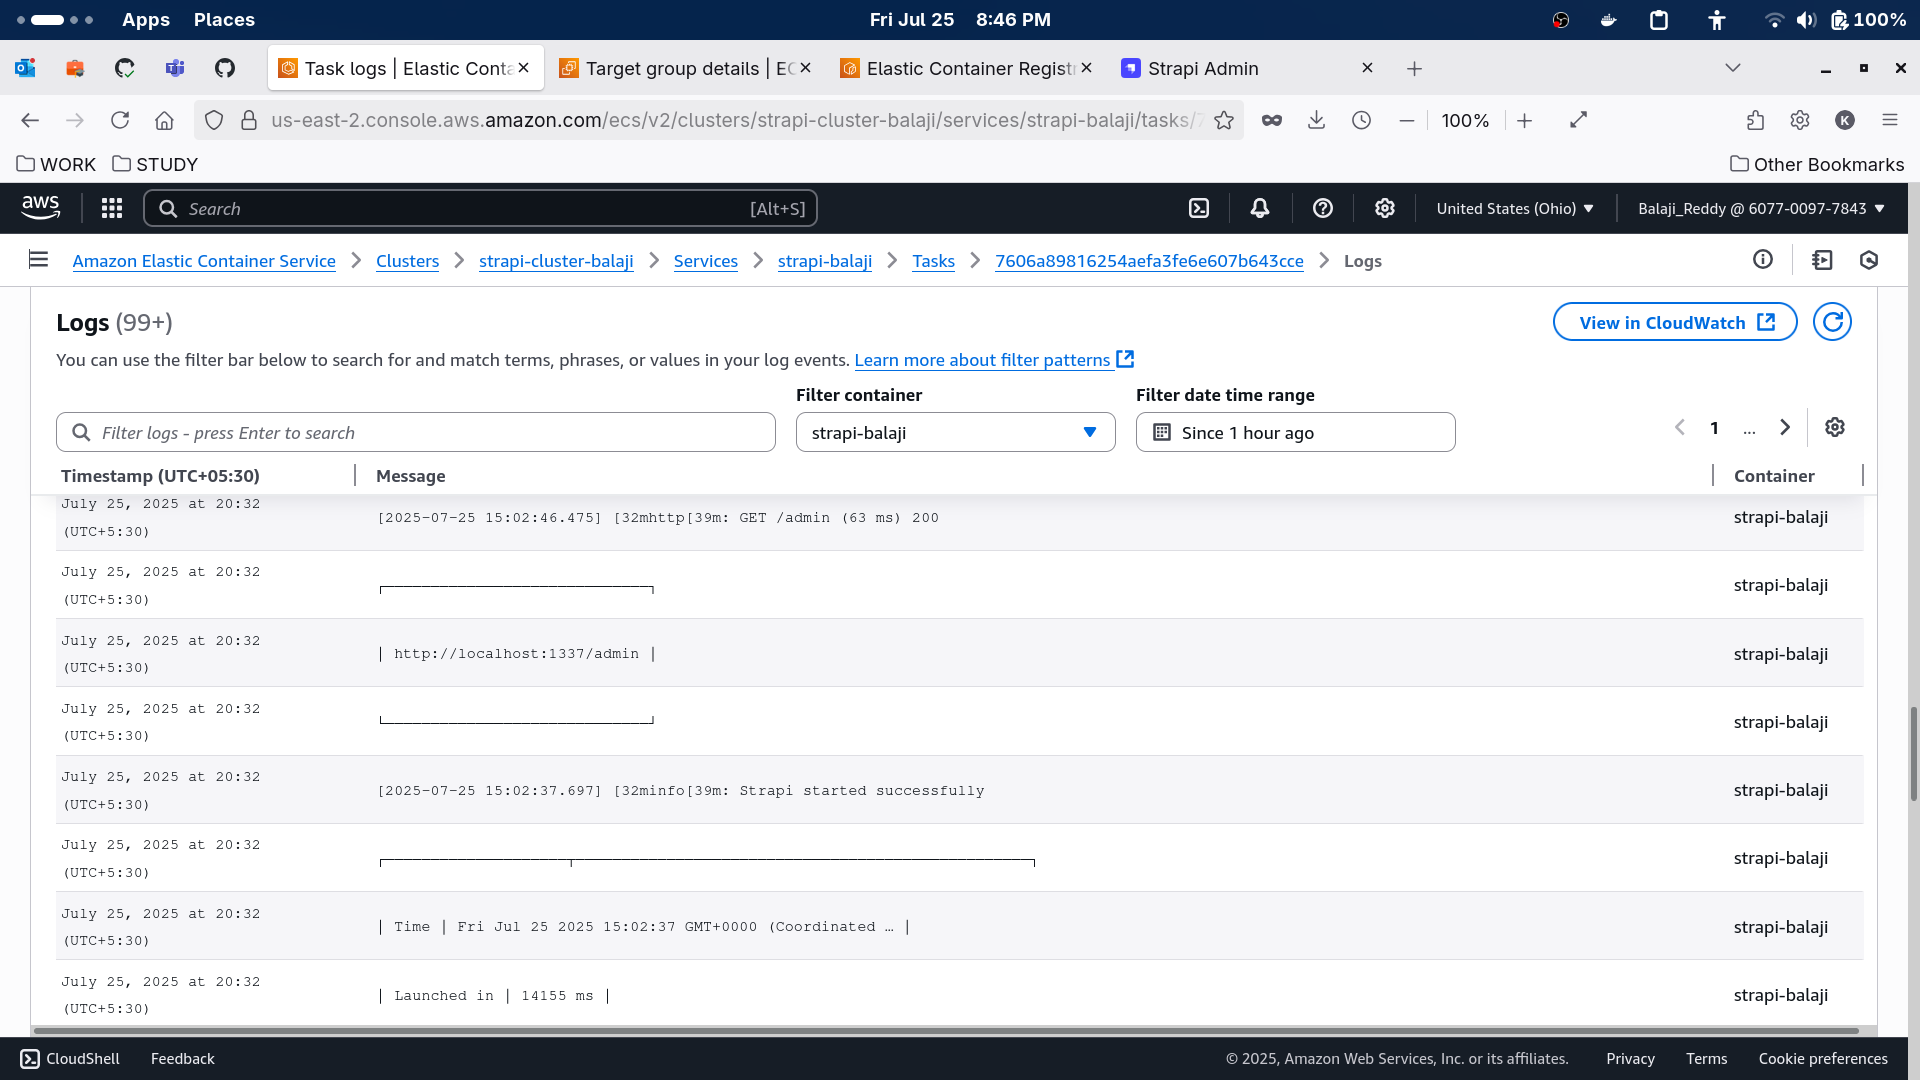 Apps Places Fri Jul 25 8:46 PM 100%
Task logs | Elastic Conta Target group details | EC Elastic Container Registr Strapi Admin
us-east-2.console.aws.amazon.com/ecs/v2/clusters/strapi-cluster-balaji/services/strapi-balaji/tasks/7 100% K
WORK STUDY Other Bookmarks
aws Search [Alt+S] United States (Ohio) Balaji_Reddy @ 6077-0097-7843
Amazon Elastic Container Service Clusters strapi-cluster-balaji Services strapi-balaji Tasks 7606a89816254aefa3fe6e607b643cce Logs
Logs (99+) View in CloudWatch
You can use the filter bar below to search for and match terms, phrases, or values in your log events. Learn more about filter patterns
Filter container Filter date time range
Filter logs - press Enter to search strapi-balaji Since 1 hour ago 1 ...
Timestamp (UTC+05:30) Message Container
July 25, 2025 at 20:32
(UTC+5:30) [2025-07-25 15:02:46.475] [32mhttp[39m: GET /admin (63 ms) 200 strapi-balaji
July 25, 2025 at 20:32
(UTC+5:30) strapi-balaji
July 25, 2025 at 20:32
(UTC+5:30) | http://localhost:1337/admin | strapi-balaji
July 25, 2025 at 20:32
(UTC+5:30) strapi-balaji
July 25, 2025 at 20:32
(UTC+5:30) [2025-07-25 15:02:37.697] [32minfo[39m: Strapi started successfully strapi-balaji
July 25, 2025 at 20:32
(UTC+5:30) strapi-balaji
July 25, 2025 at 20:32
(UTC+5:30) | Time | Fri Jul 25 2025 15:02:37 GMT+0000 (Coordinated … | strapi-balaji
July 25, 2025 at 20:32
(UTC+5:30) | Launched in | 14155 ms | strapi-balaji
CloudShell Feedback © 2025, Amazon Web Services, Inc. or its affiliates. Privacy Terms Cookie preferences